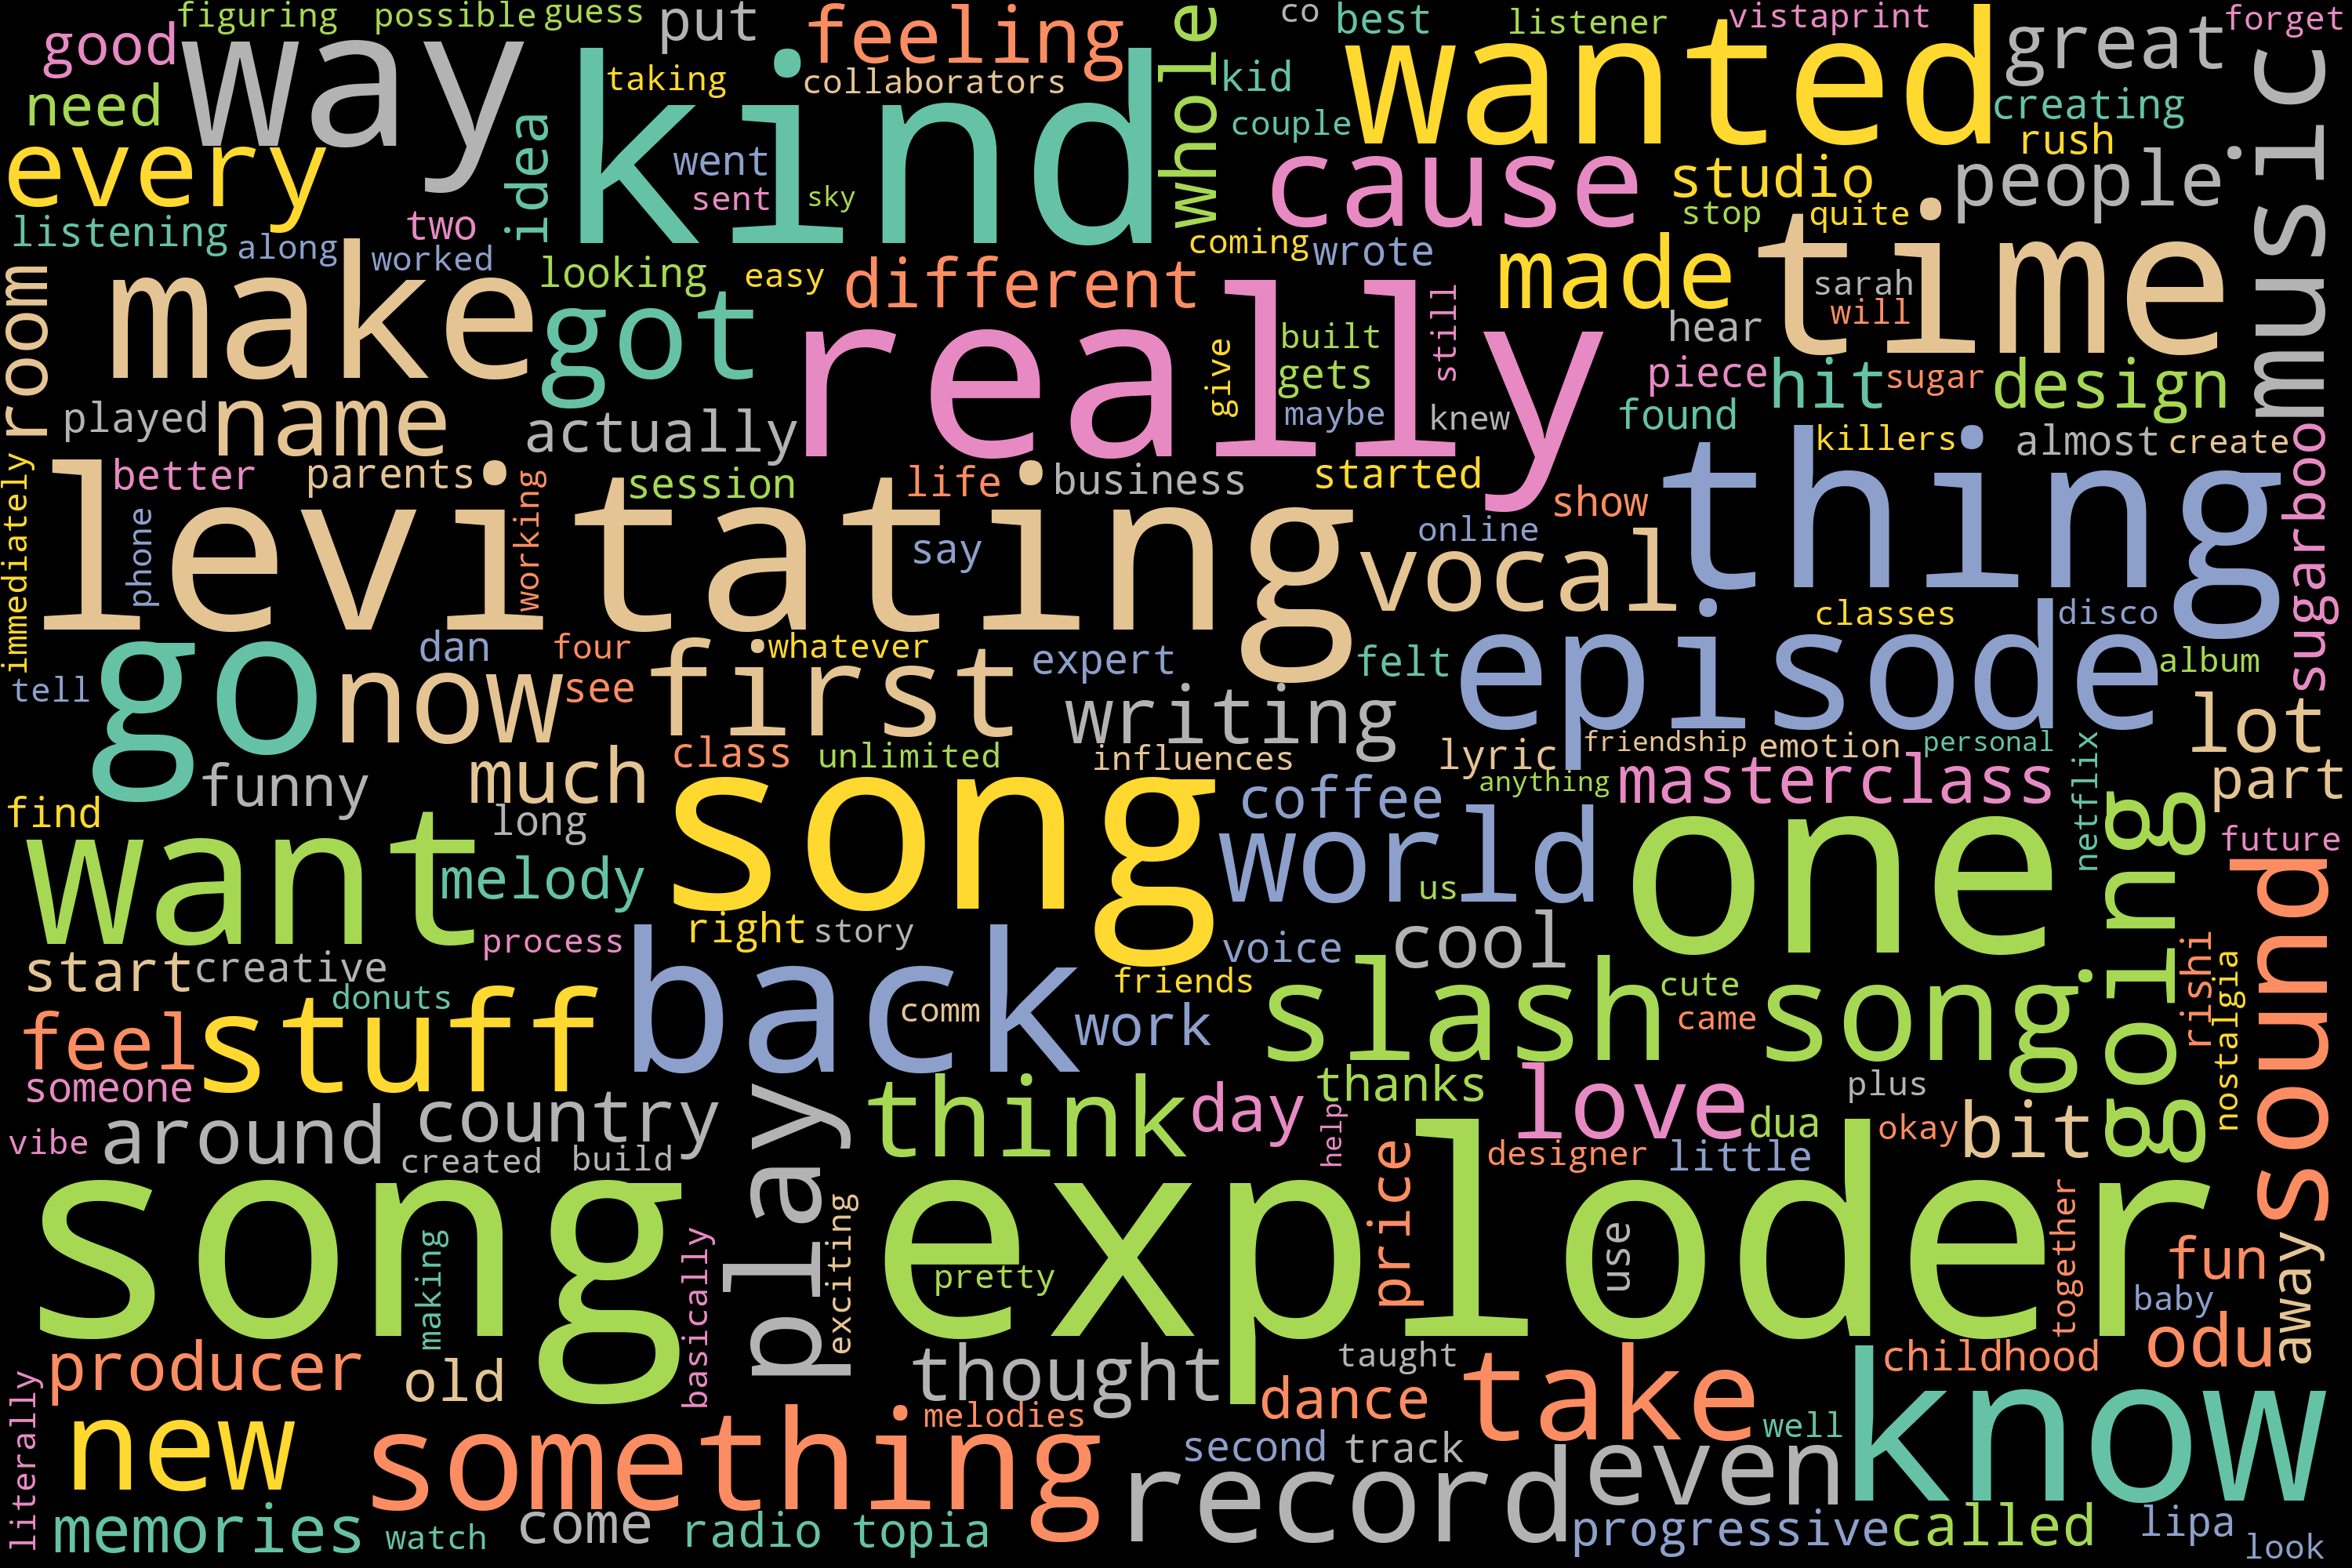 figuring
possible
guess
put
feeling
whole
co
best
listener
vistaprint
forget
good
way
kind
taking
collaborators
kid
wanted
great
music
need
couple
creating
every
idea
went
cause
studio
rush
people
sent
sky
listening
two
stop
quite
along
worked
looking
easy
different
coming
wrote
made
time
sarah
will
room
make
got
really
give
built
still
hear
gets
piece
hit
sugar
design
played
name
actually
maybe
knew
found
killers
almost
create
sugarboo
immediately
better
parents
working
session
life
business
started
show
thing
phone
levitating
say
online
vocal
classes
disco
dan
four
whatever
expert
felt
episode
album
tell
go
now
see
first
writing
lot
funny
much
class
unlimited
influences
lyric
friendship
emotion
personal
find
long
song
coffee
anything
masterclass
netflix
part
want
melody
world
us
one
going
future
sound
process
right
story
voice
cool
start
creative
back
friends
slash
cute
song
rishi
nostalgia
donuts
comm
came
feel
stuff
work
someone
think
day
thanks
love
plus
vibe
around
country
play
help
dua
okay
bit
created
build
designer
little
song
exploder
price
use
together
fun
away
making
basically
exciting
pretty
baby
producer
old
thought
taught
take
childhood
odu
literally
new
something
melodies
dance
well
know
second
track
record
even
memories
watch
come
radio
topia
progressive
called
lipa
look